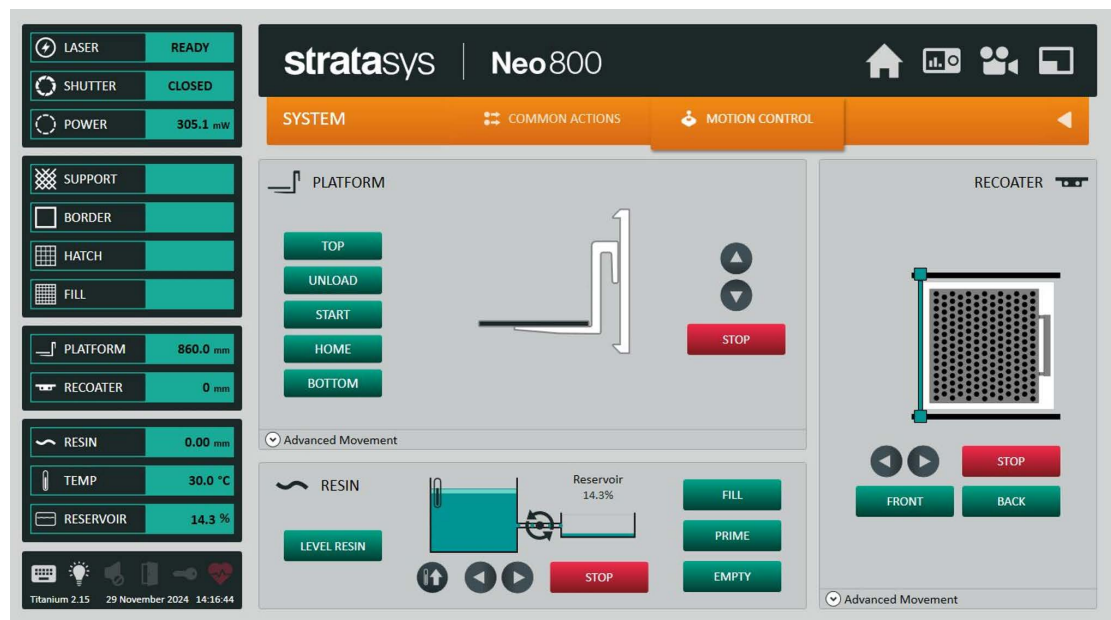 LASER READY
SHUTTER CLOSED
POWER 305.1 mW
SUPPORT
BORDER
HATCH
FILL
PLATFORM 860.0 mm
RECOATER 0 mm
RESIN 0.00 mm
TEMP 30.0 °C
RESERVOIR 14.3 %
Titanium 2.15 29 November 2024 14:16:44
stratasys Neo800
SYSTEM COMMON ACTIONS MOTION CONTROL
PLATFORM
TOP
UNLOAD
START
HOME
BOTTOM
STOP
Advanced Movement
RESIN
LEVEL RESIN
Reservoir
14.3%
STOP
FILL
PRIME
EMPTY
RECOATER
STOP
FRONT BACK
Advanced Movement